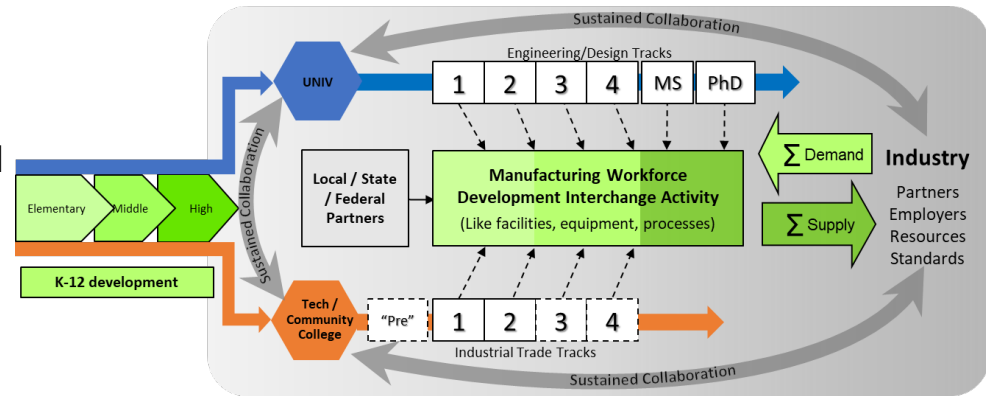 Sustained Collaboration
Engineering/Design Tracks
UNIV
1 2 3 4 MS PhD
Sustained Collaboration
Local / State
/ Federal
Partners
Manufacturing Workforce
Development Interchange Activity
(Like facilities, equipment, processes)
∑ Demand
∑ Supply
Industry
Partners
Employers
Resources
Standards
Elementary Middle High
K-12 development
Tech /
Community
College
“Pre” 1 2 3 4
Industrial Trade Tracks
Sustained Collaboration